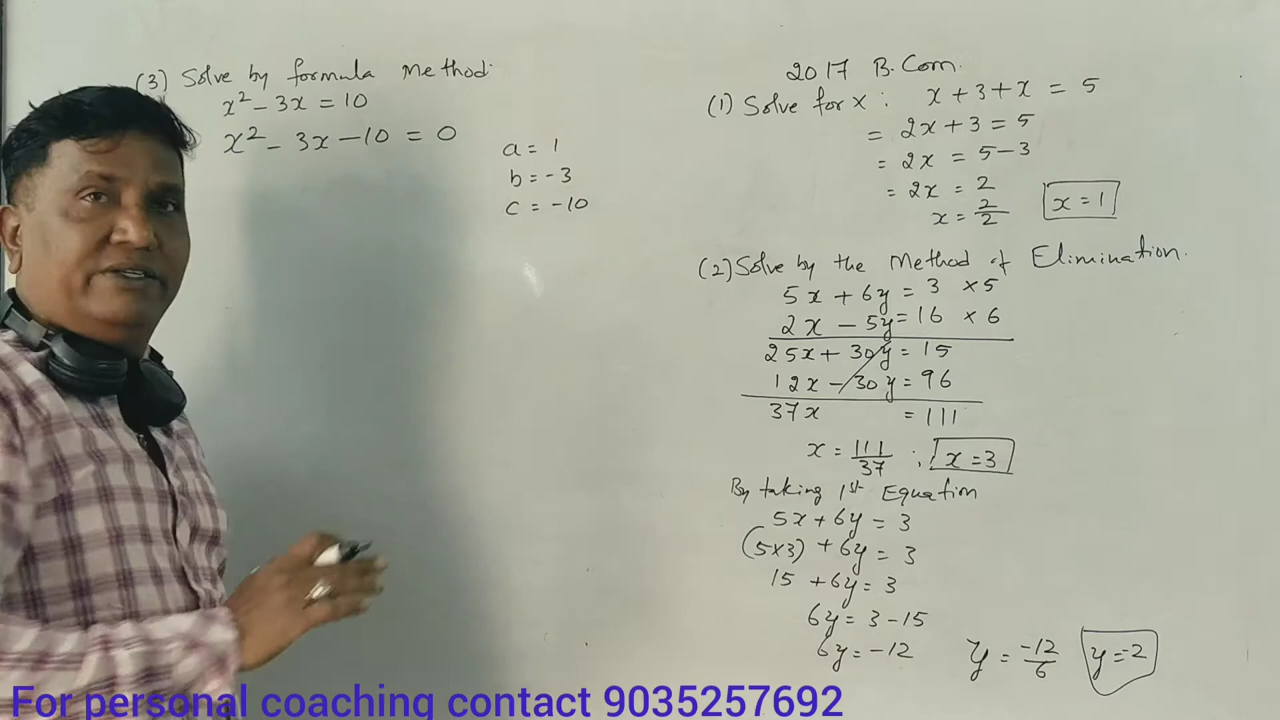 (3) Solve by formula Method
x² - 3x = 10
x² - 3x - 10 = 0
a = 1
b = -3
c = -10
2017 B.Com.
(1) Solve for x : x + 3 + x = 5
= 2x + 3 = 5
= 2x = 5 - 3
= 2x = 2
x = 2/2 x = 1
(2) Solve by the Method of Elimination.
5x + 6y = 3 × 5
2x - 5y = 16 × 6
25x + 30y = 15
12x - 30y = 96
37x = 111
x = 111/37 ∴ x = 3
By taking 1st Equation
5x + 6y = 3
(5×3) + 6y = 3
15 + 6y = 3
6y = 3 - 15
6y = -12 y = -12/6 y = -2
For personal coaching contact 9035257692